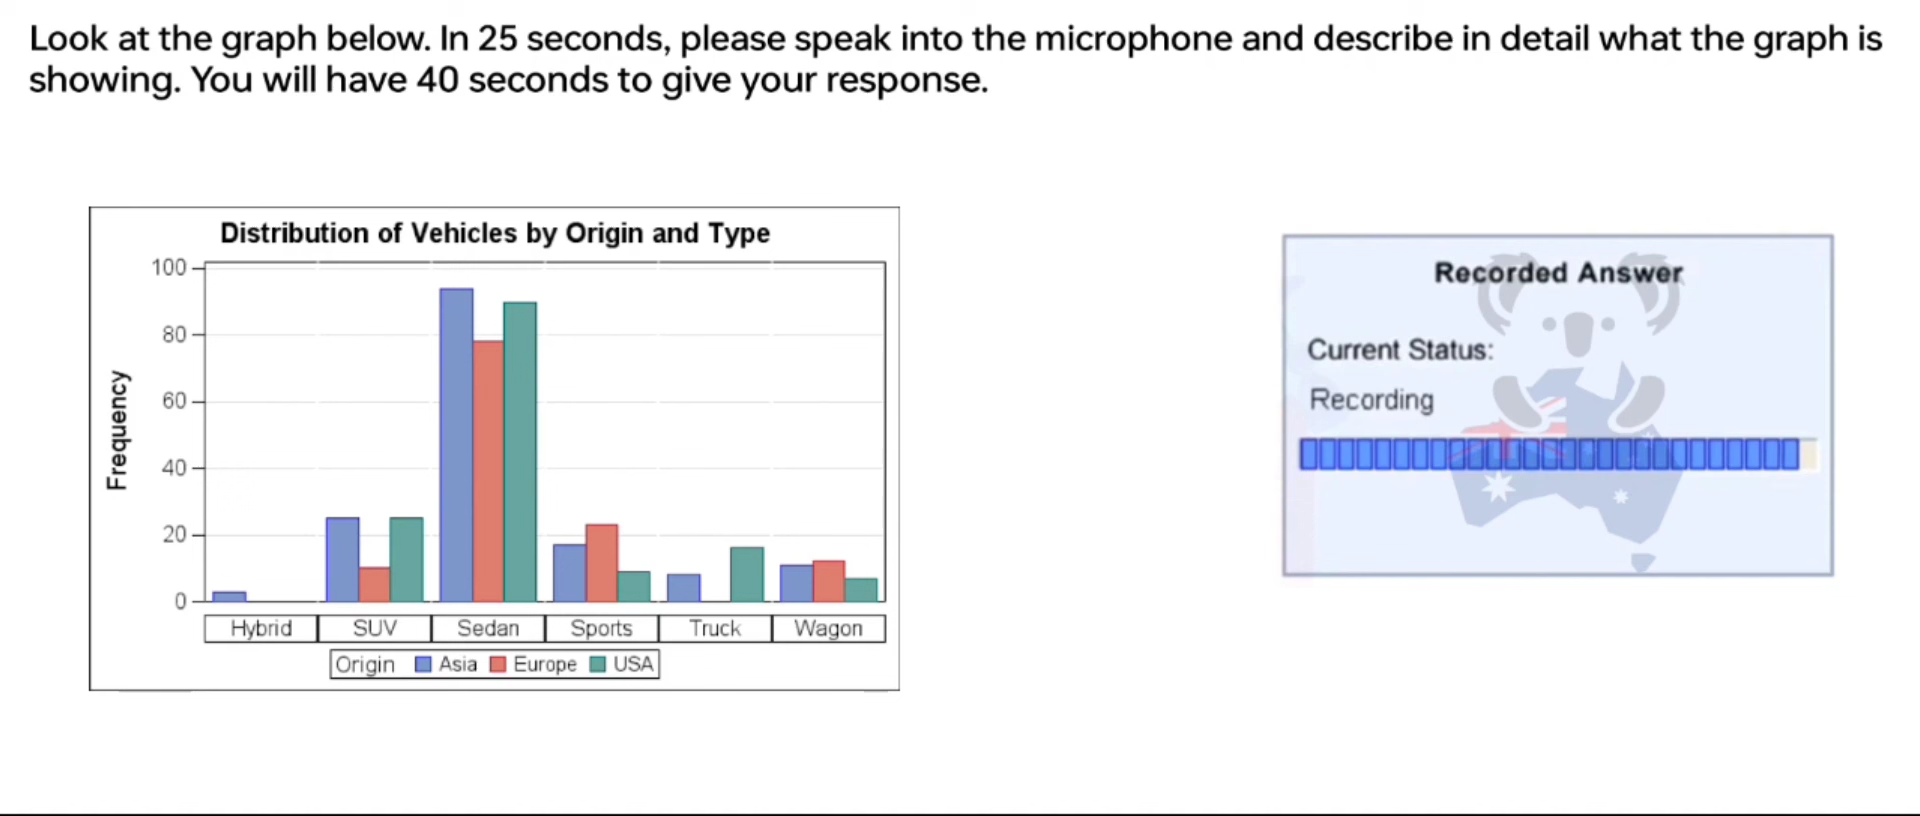 Look at the graph below. In 25 seconds, please speak into the microphone and describe in detail what the graph is
showing. You will have 40 seconds to give your response.
Distribution of Vehicles by Origin and Type
100
80
60
40
20
0
Frequency
Hybrid SUV Sedan Sports Truck Wagon
Origin Asia Europe USA
Recorded Answer
Current Status:
Recording